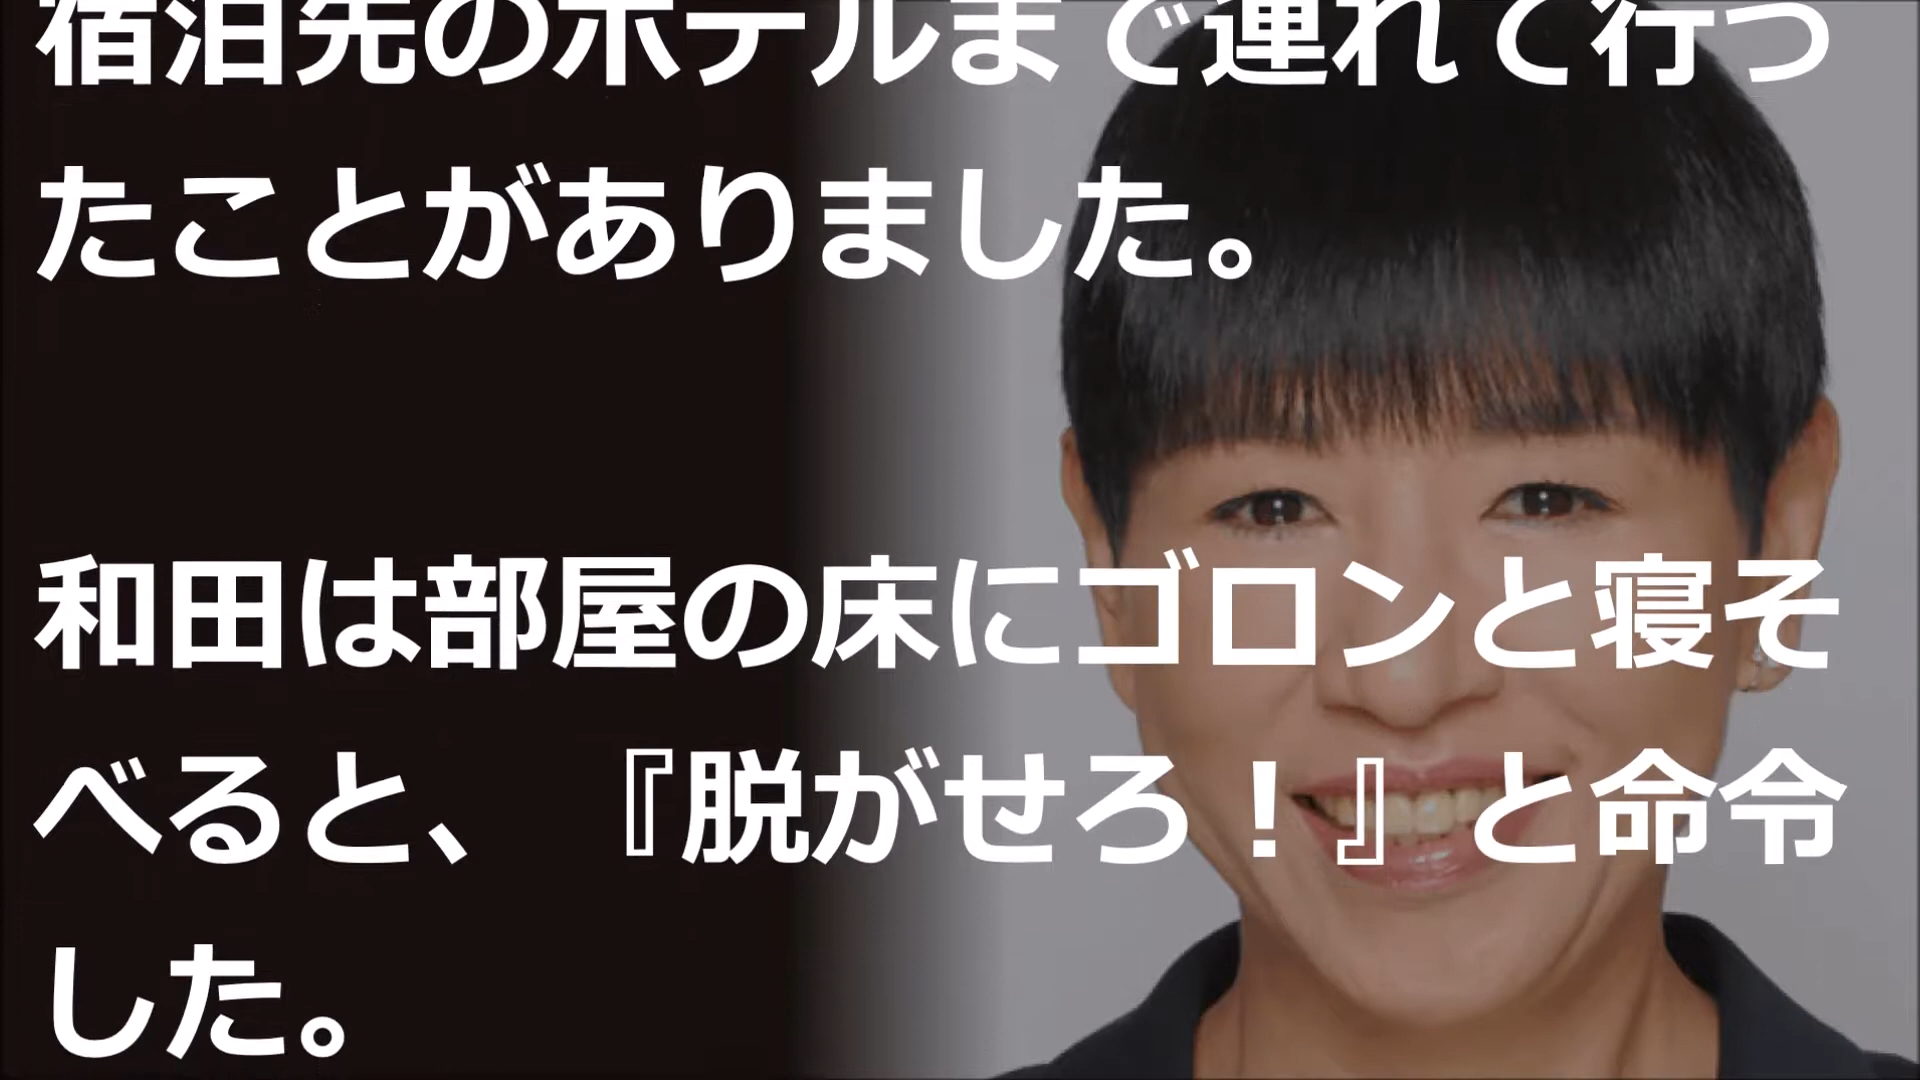 宿泊先のホテルまで連れて行っ
たことがありました。
和田は部屋の床にゴロンと寝そ
べると、『脱がせろ！』と命令
した。